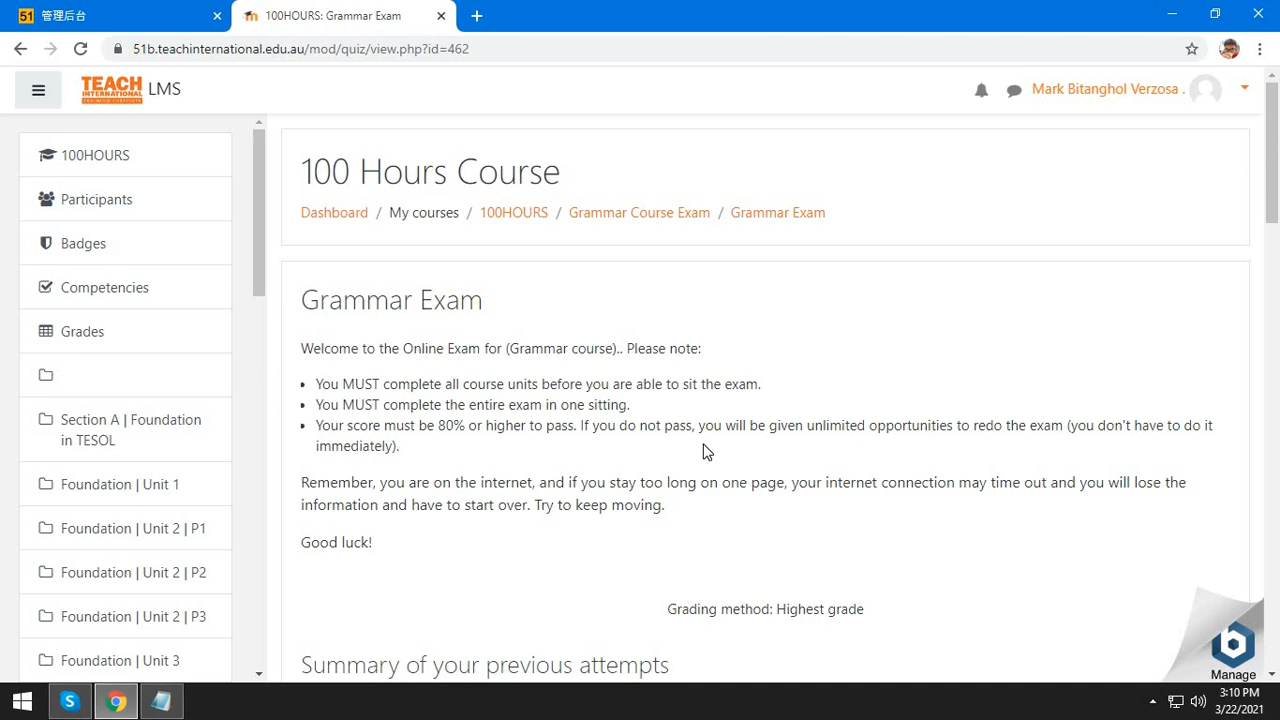 51 管理后台
100HOURS: Grammar Exam
51b.teachinternational.edu.au/mod/quiz/view.php?id=462
TEACH LMS
INTERNATIONAL
Mark Bitanghol Verzosa .
100HOURS
Participants
Badges
Competencies
Grades
Section A | Foundation
in TESOL
Foundation | Unit 1
Foundation | Unit 2 | P1
Foundation | Unit 2 | P2
Foundation | Unit 2 | P3
Foundation | Unit 3
100 Hours Course
Dashboard / My courses / 100HOURS / Grammar Course Exam / Grammar Exam
Grammar Exam
Welcome to the Online Exam for (Grammar course).. Please note:
• You MUST complete all course units before you are able to sit the exam.
• You MUST complete the entire exam in one sitting.
• Your score must be 80% or higher to pass. If you do not pass, you will be given unlimited opportunities to redo the exam (you don't have to do it
immediately).
Remember, you are on the internet, and if you stay too long on one page, your internet connection may time out and you will lose the
information and have to start over. Try to keep moving.
Good luck!
Grading method: Highest grade
Summary of your previous attempts
b
Manage
S
3:10 PM
3/22/2021